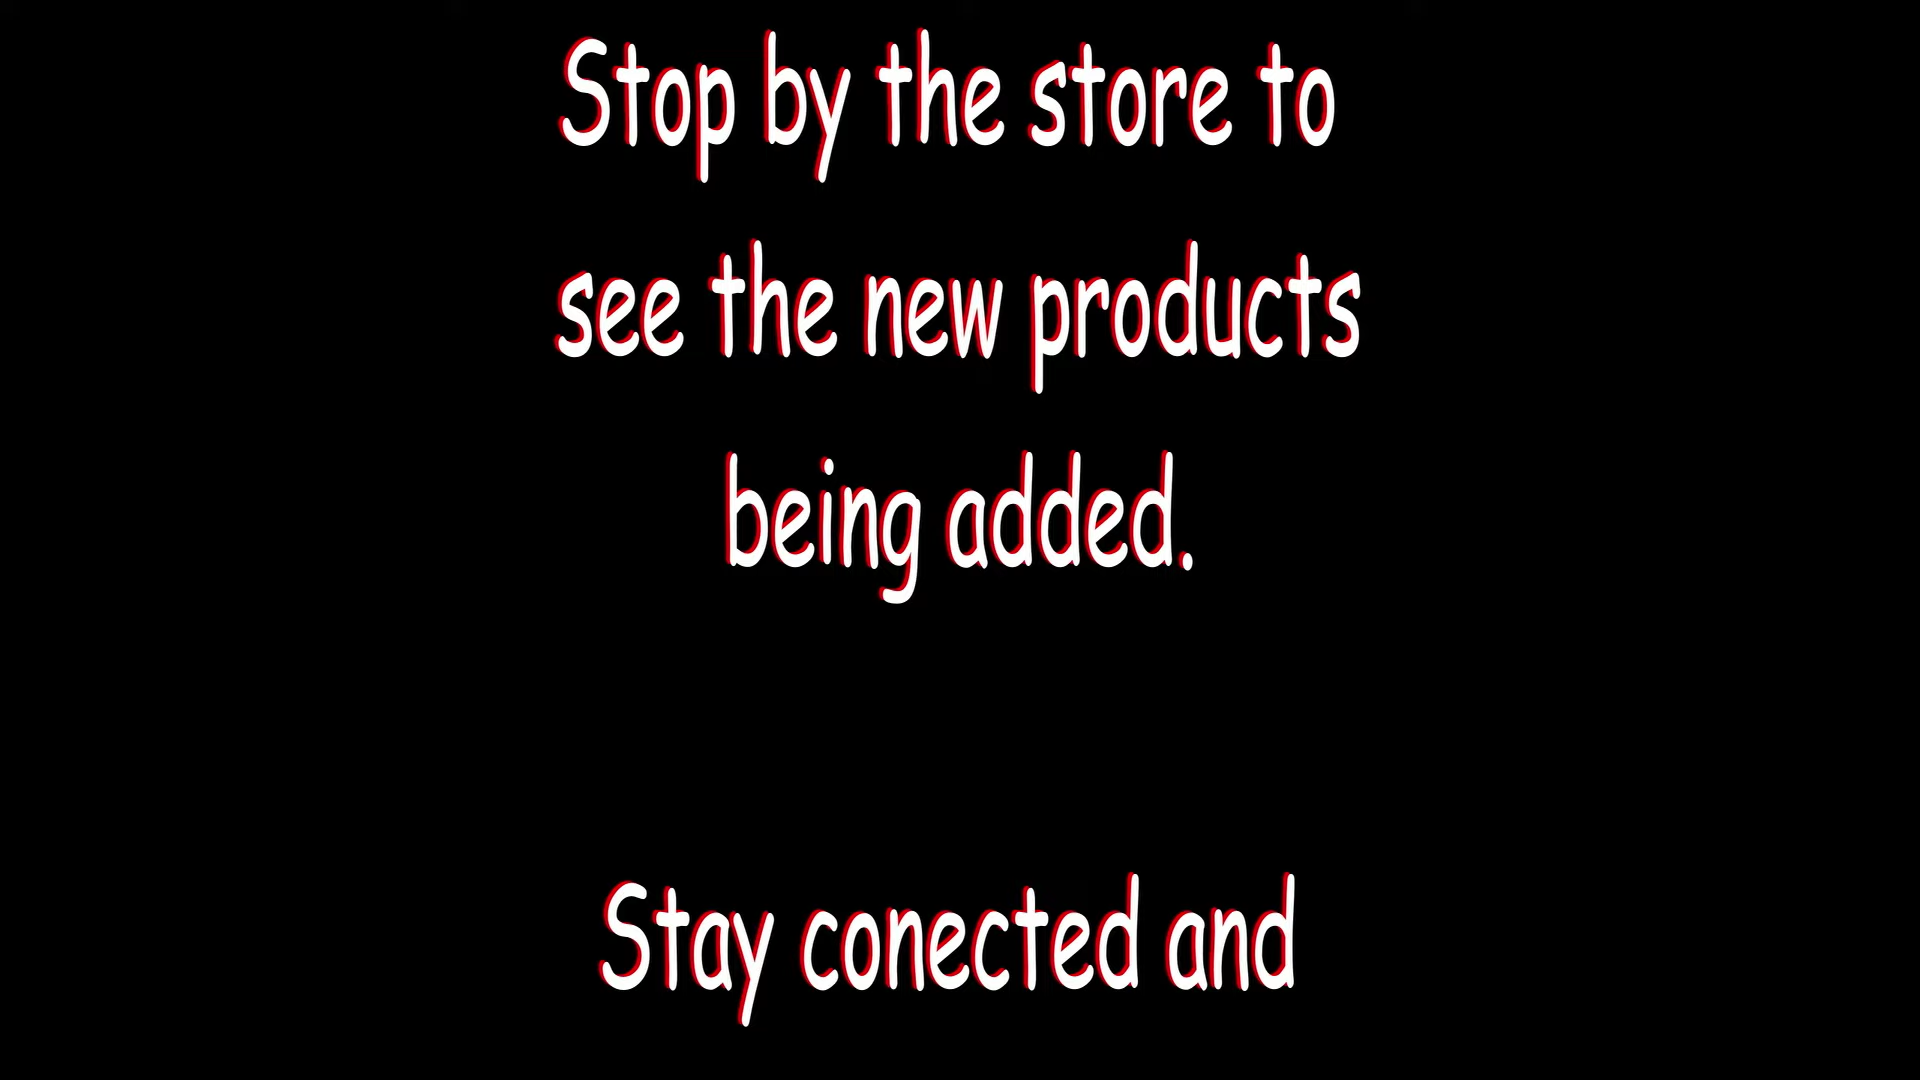 Stop by the store to
see the new products
being added.
Stay conected and